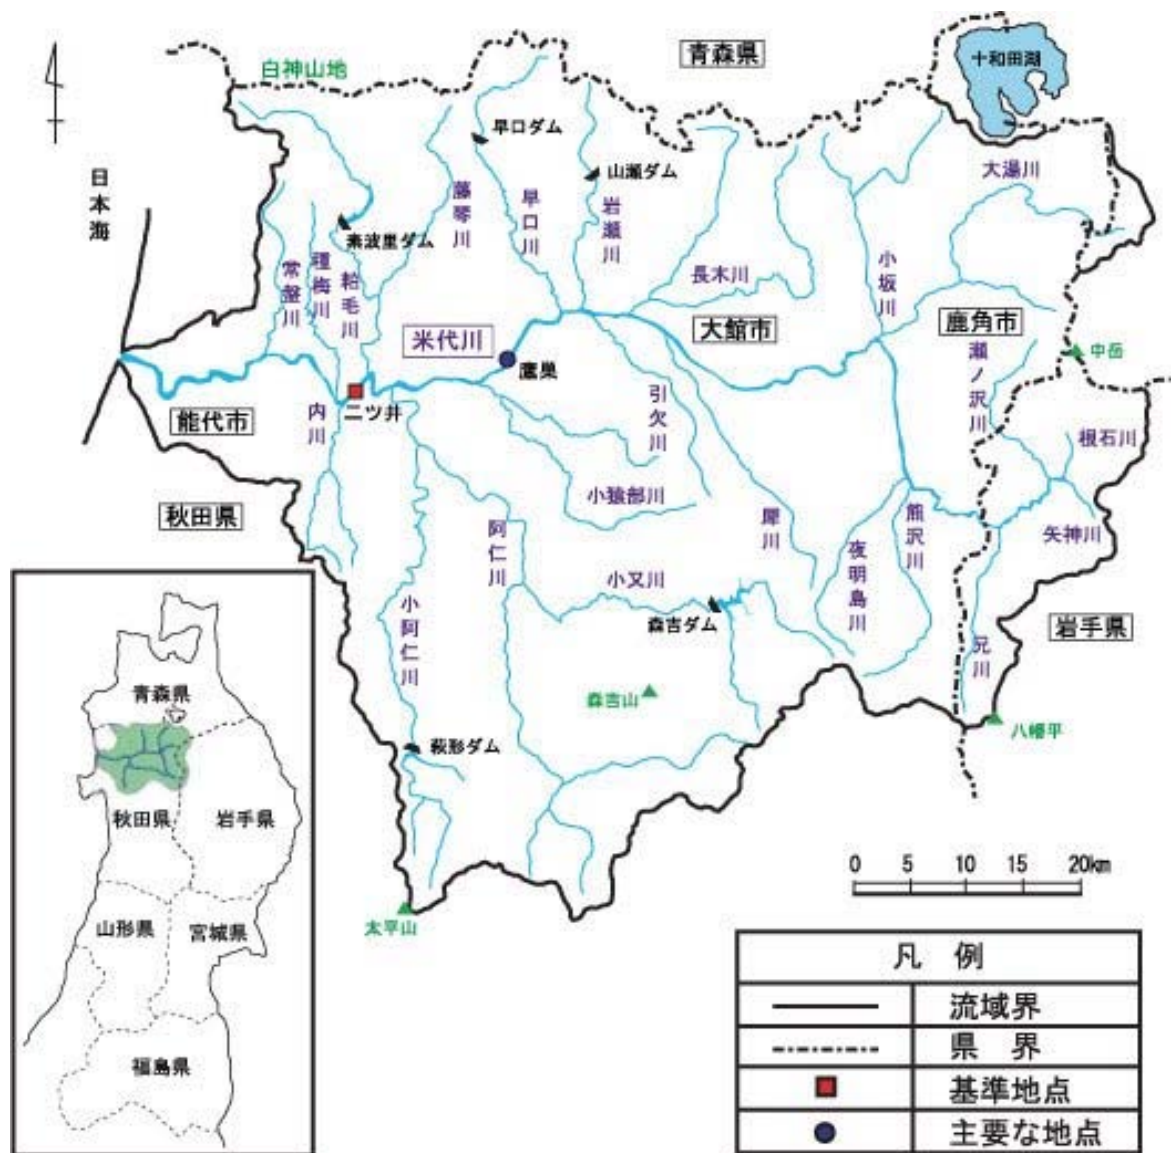 青森県
十和田湖
白神山地
早口ダム
山瀬ダム
大湯川
日本海
藤琴川
早口川
岩瀬川
素波里ダム
常盤川
種梅川
粕毛川
長木川
小坂川
米代川
大館市
鹿角市
中岳
鷹巣
瀬ノ沢川
能代市
二ツ井
内川
引欠川
根石川
小猿部川
秋田県
阿仁川
犀川
熊沢川
夜明島川
矢神川
小又川
小阿仁川
森吉ダム
岩手県
兄川
森吉山
八幡平
萩形ダム
太平山
0 5 10 15 20km
青森県
秋田県
岩手県
山形県
宮城県
福島県
凡 例
流域界
県 界
基準地点
主要な地点